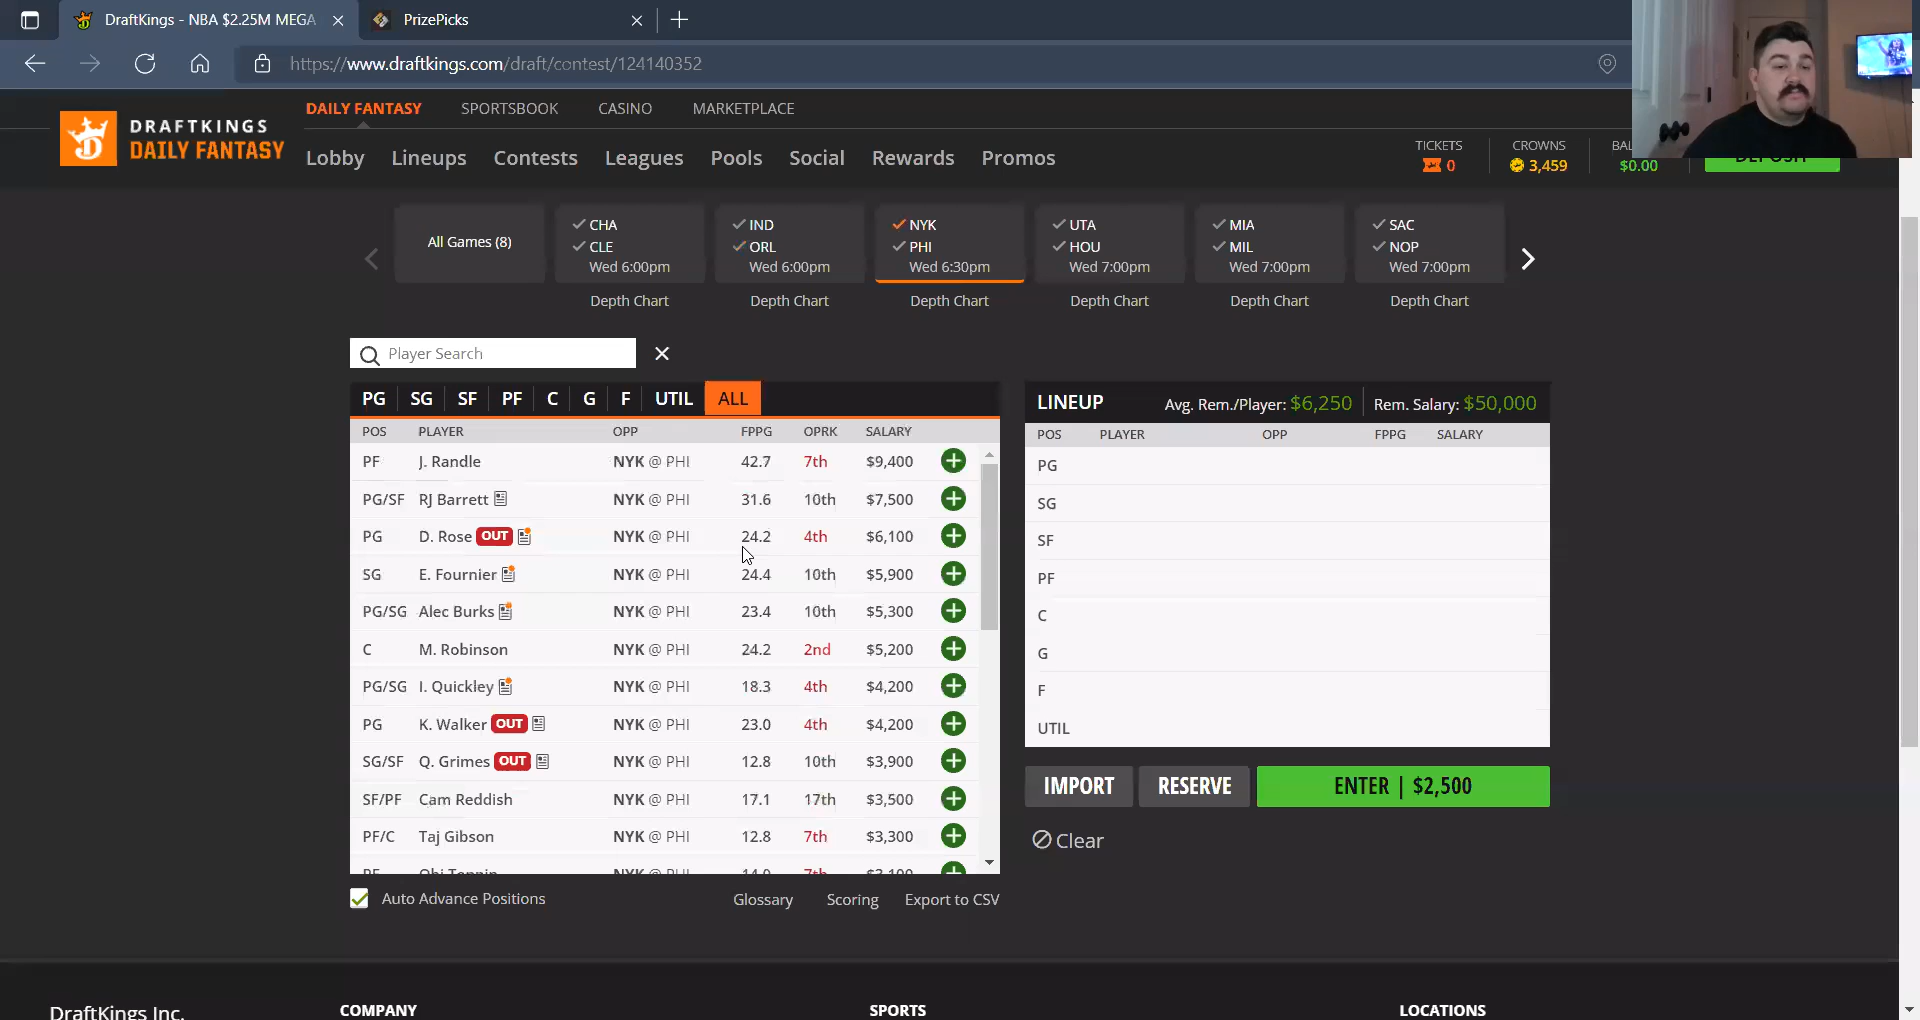 DraftKings - NBA $2.25M MEGA
PrizePicks
https://www.draftkings.com/draft/contest/124140352
DAILY FANTASY SPORTSBOOK CASINO MARKETPLACE
DRAFTKINGS
DAILY FANTASY
Lobby Lineups Contests Leagues Pools Social Rewards Promos
TICKETS 0
CROWNS 3,459
$0.00
All Games (8)
CHA CLE Wed 6:00pm
IND ORL Wed 6:00pm
NYK PHI Wed 6:30pm
UTA HOU Wed 7:00pm
MIA MIL Wed 7:00pm
SAC NOP Wed 7:00pm
Depth Chart Depth Chart Depth Chart Depth Chart Depth Chart Depth Chart
Player Search
PG SG SF PF C G F UTIL ALL
POS PLAYER OPP FPPG OPRK SALARY
PF J. Randle NYK @ PHI 42.7 7th $9,400
PG/SF RJ Barrett NYK @ PHI 31.6 10th $7,500
PG D. Rose OUT NYK @ PHI 24.2 4th $6,100
SG E. Fournier NYK @ PHI 24.4 10th $5,900
PG/SG Alec Burks NYK @ PHI 23.4 10th $5,300
C M. Robinson NYK @ PHI 24.2 2nd $5,200
PG/SG I. Quickley NYK @ PHI 18.3 4th $4,200
PG K. Walker OUT NYK @ PHI 23.0 4th $4,200
SG/SF Q. Grimes OUT NYK @ PHI 12.8 10th $3,900
SF/PF Cam Reddish NYK @ PHI 17.1 17th $3,500
PF/C Taj Gibson NYK @ PHI 12.8 7th $3,300
LINEUP Avg. Rem./Player: $6,250 Rem. Salary: $50,000
POS PLAYER OPP FPPG SALARY
PG
SG
SF
PF
C
G
F
UTIL
IMPORT RESERVE ENTER | $2,500
Clear
Auto Advance Positions
Glossary Scoring Export to CSV
DraftKings Inc.
COMPANY SPORTS LOCATIONS